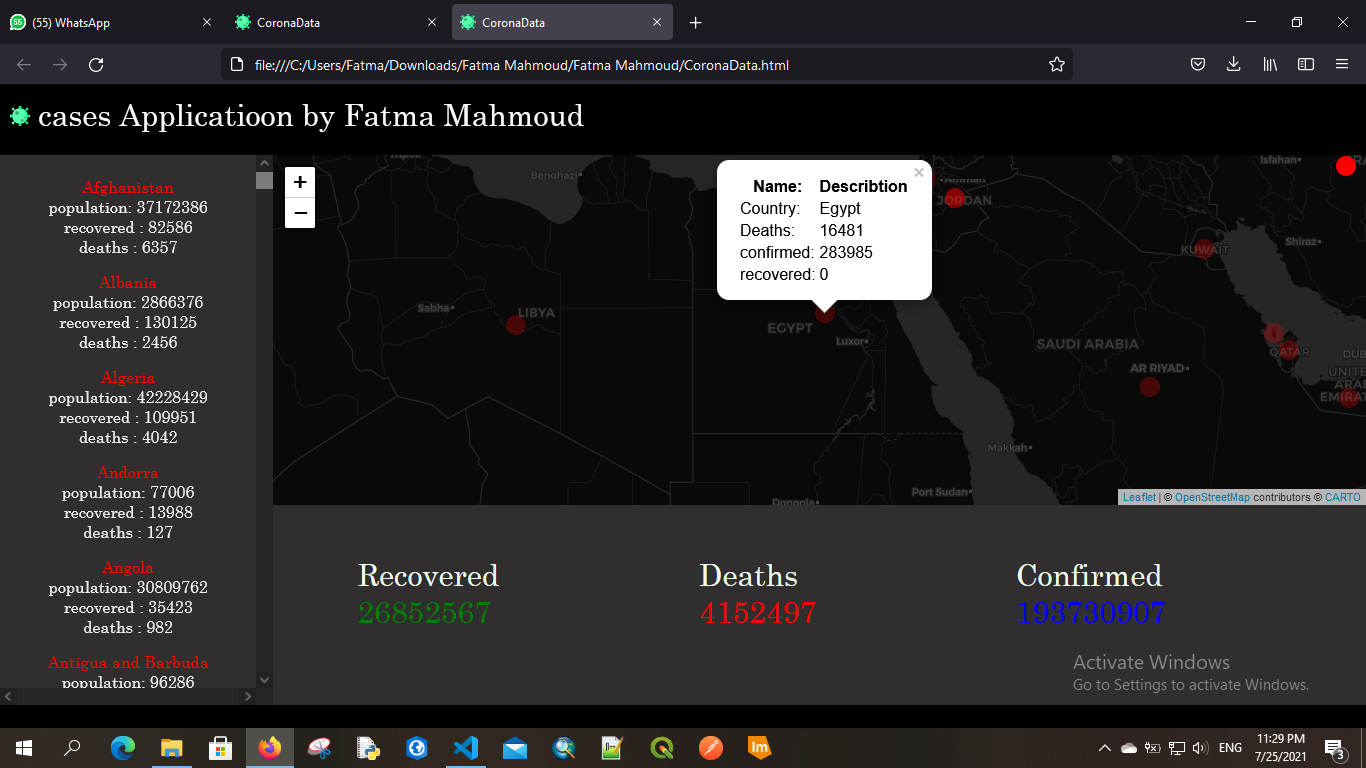 (55) WhatsApp
CoronaData
CoronaData
file:///C:/Users/Fatma/Downloads/Fatma Mahmoud/Fatma Mahmoud/CoronaData.html
cases Applicatioon by Fatma Mahmoud
Afghanistan
population: 37172386
recovered : 82586
deaths : 6357
Albania
population: 2866376
recovered : 130125
deaths : 2456
Algeria
population: 42228429
recovered : 109951
deaths : 4042
Andorra
population: 77006
recovered : 13988
deaths : 127
Angola
population: 30809762
recovered : 35423
deaths : 982
Antigua and Barbuda
population: 96286
+
−
Name: Describtion
Country: Egypt
Deaths: 16481
confirmed: 283985
recovered: 0
Tripoli
Benghazi
Amman
JORDAN
Isfahan
KUWAIT
Shiraz
Sabha
LIBYA
EGYPT
Luxor
SAUDI ARABIA
AR RIYAD
QATAR
DUB
UNITE
ARAB
EMIRAT
Makkah
Port Sudan
Dongola
Leaflet | © OpenStreetMap contributors © CARTO
Recovered
26852567
Deaths
4152497
Confirmed
193730907
Activate Windows
Go to Settings to activate Windows.
ENG
11:29 PM
7/25/2021
3